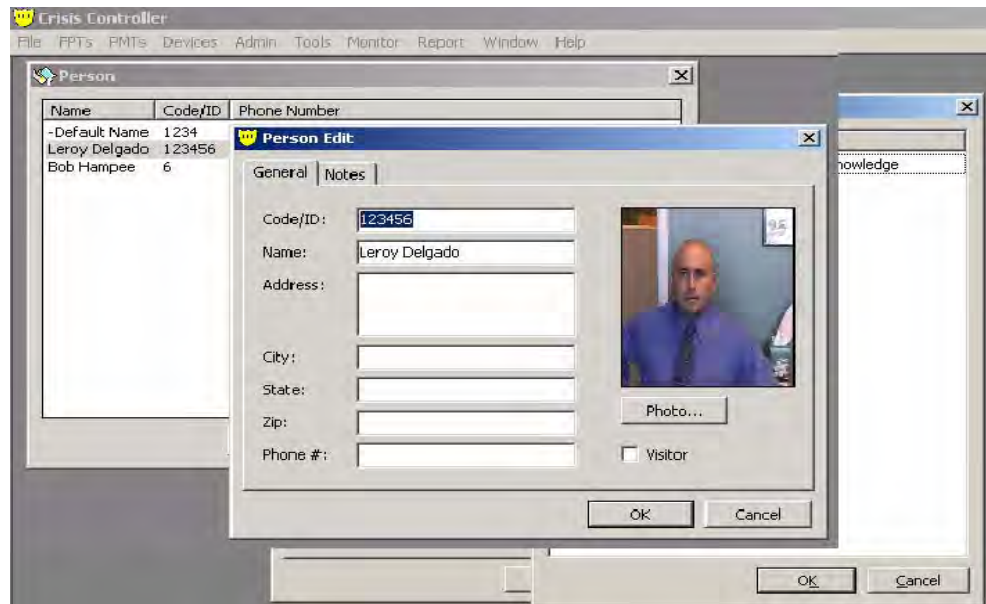 Crisis Controller
File FPTs PMTs Devices Admin Tools Monitor Report Window Help
Person
Name Code/ID Phone Number
-Default Name 1234
Leroy Delgado 123456
Bob Hampee 6
nowledge
Person Edit
General Notes
Code/ID: 123456
Name: Leroy Delgado
Address:
City:
State:
Zip:
Phone #:
95
Photo...
Visitor
OK Cancel
OK Cancel